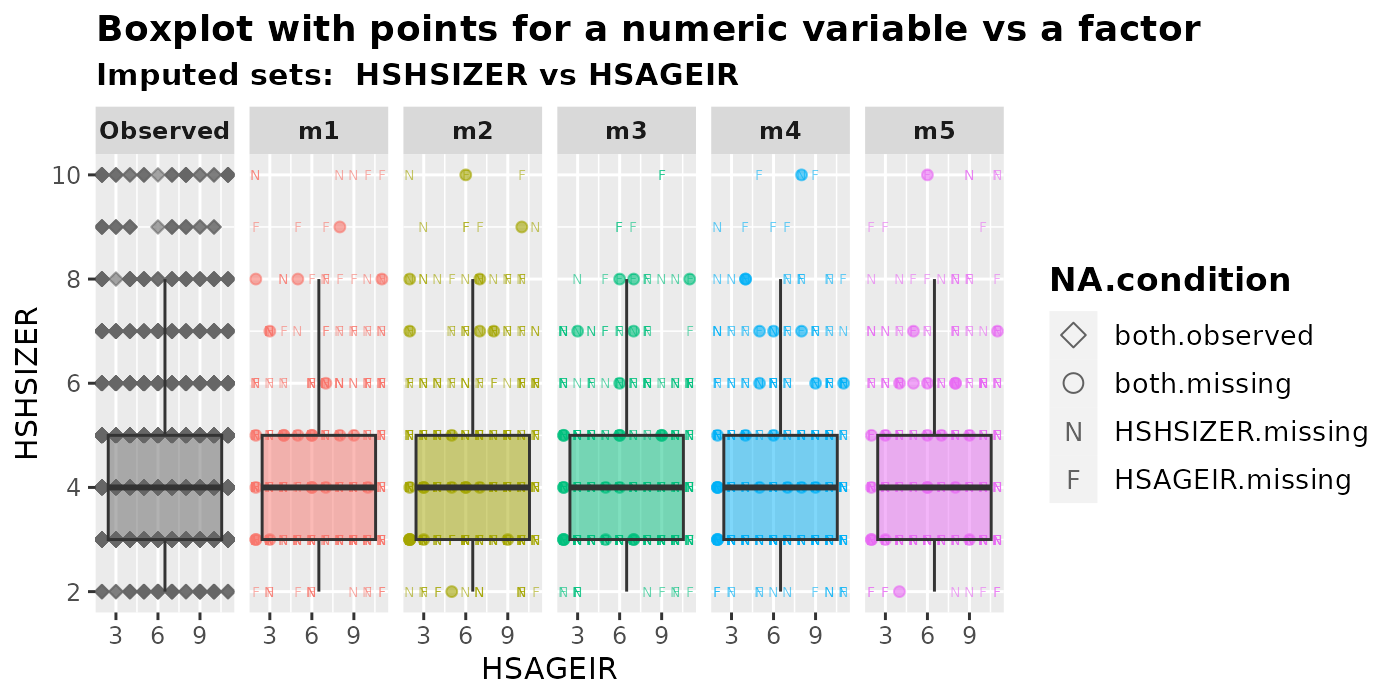 Boxplot with points for a numeric variable vs a factor
Imputed sets:  HSHSIZER vs HSAGEIR
Observed m1 m2 m3 m4 m5
10
8
6
4
2
HSHSIZER
3 6 9 3 6 9 3 6 9 3 6 9 3 6 9 3 6 9
HSAGEIR
NA.condition
both.observed
both.missing
N HSHSIZER.missing
F HSAGEIR.missing